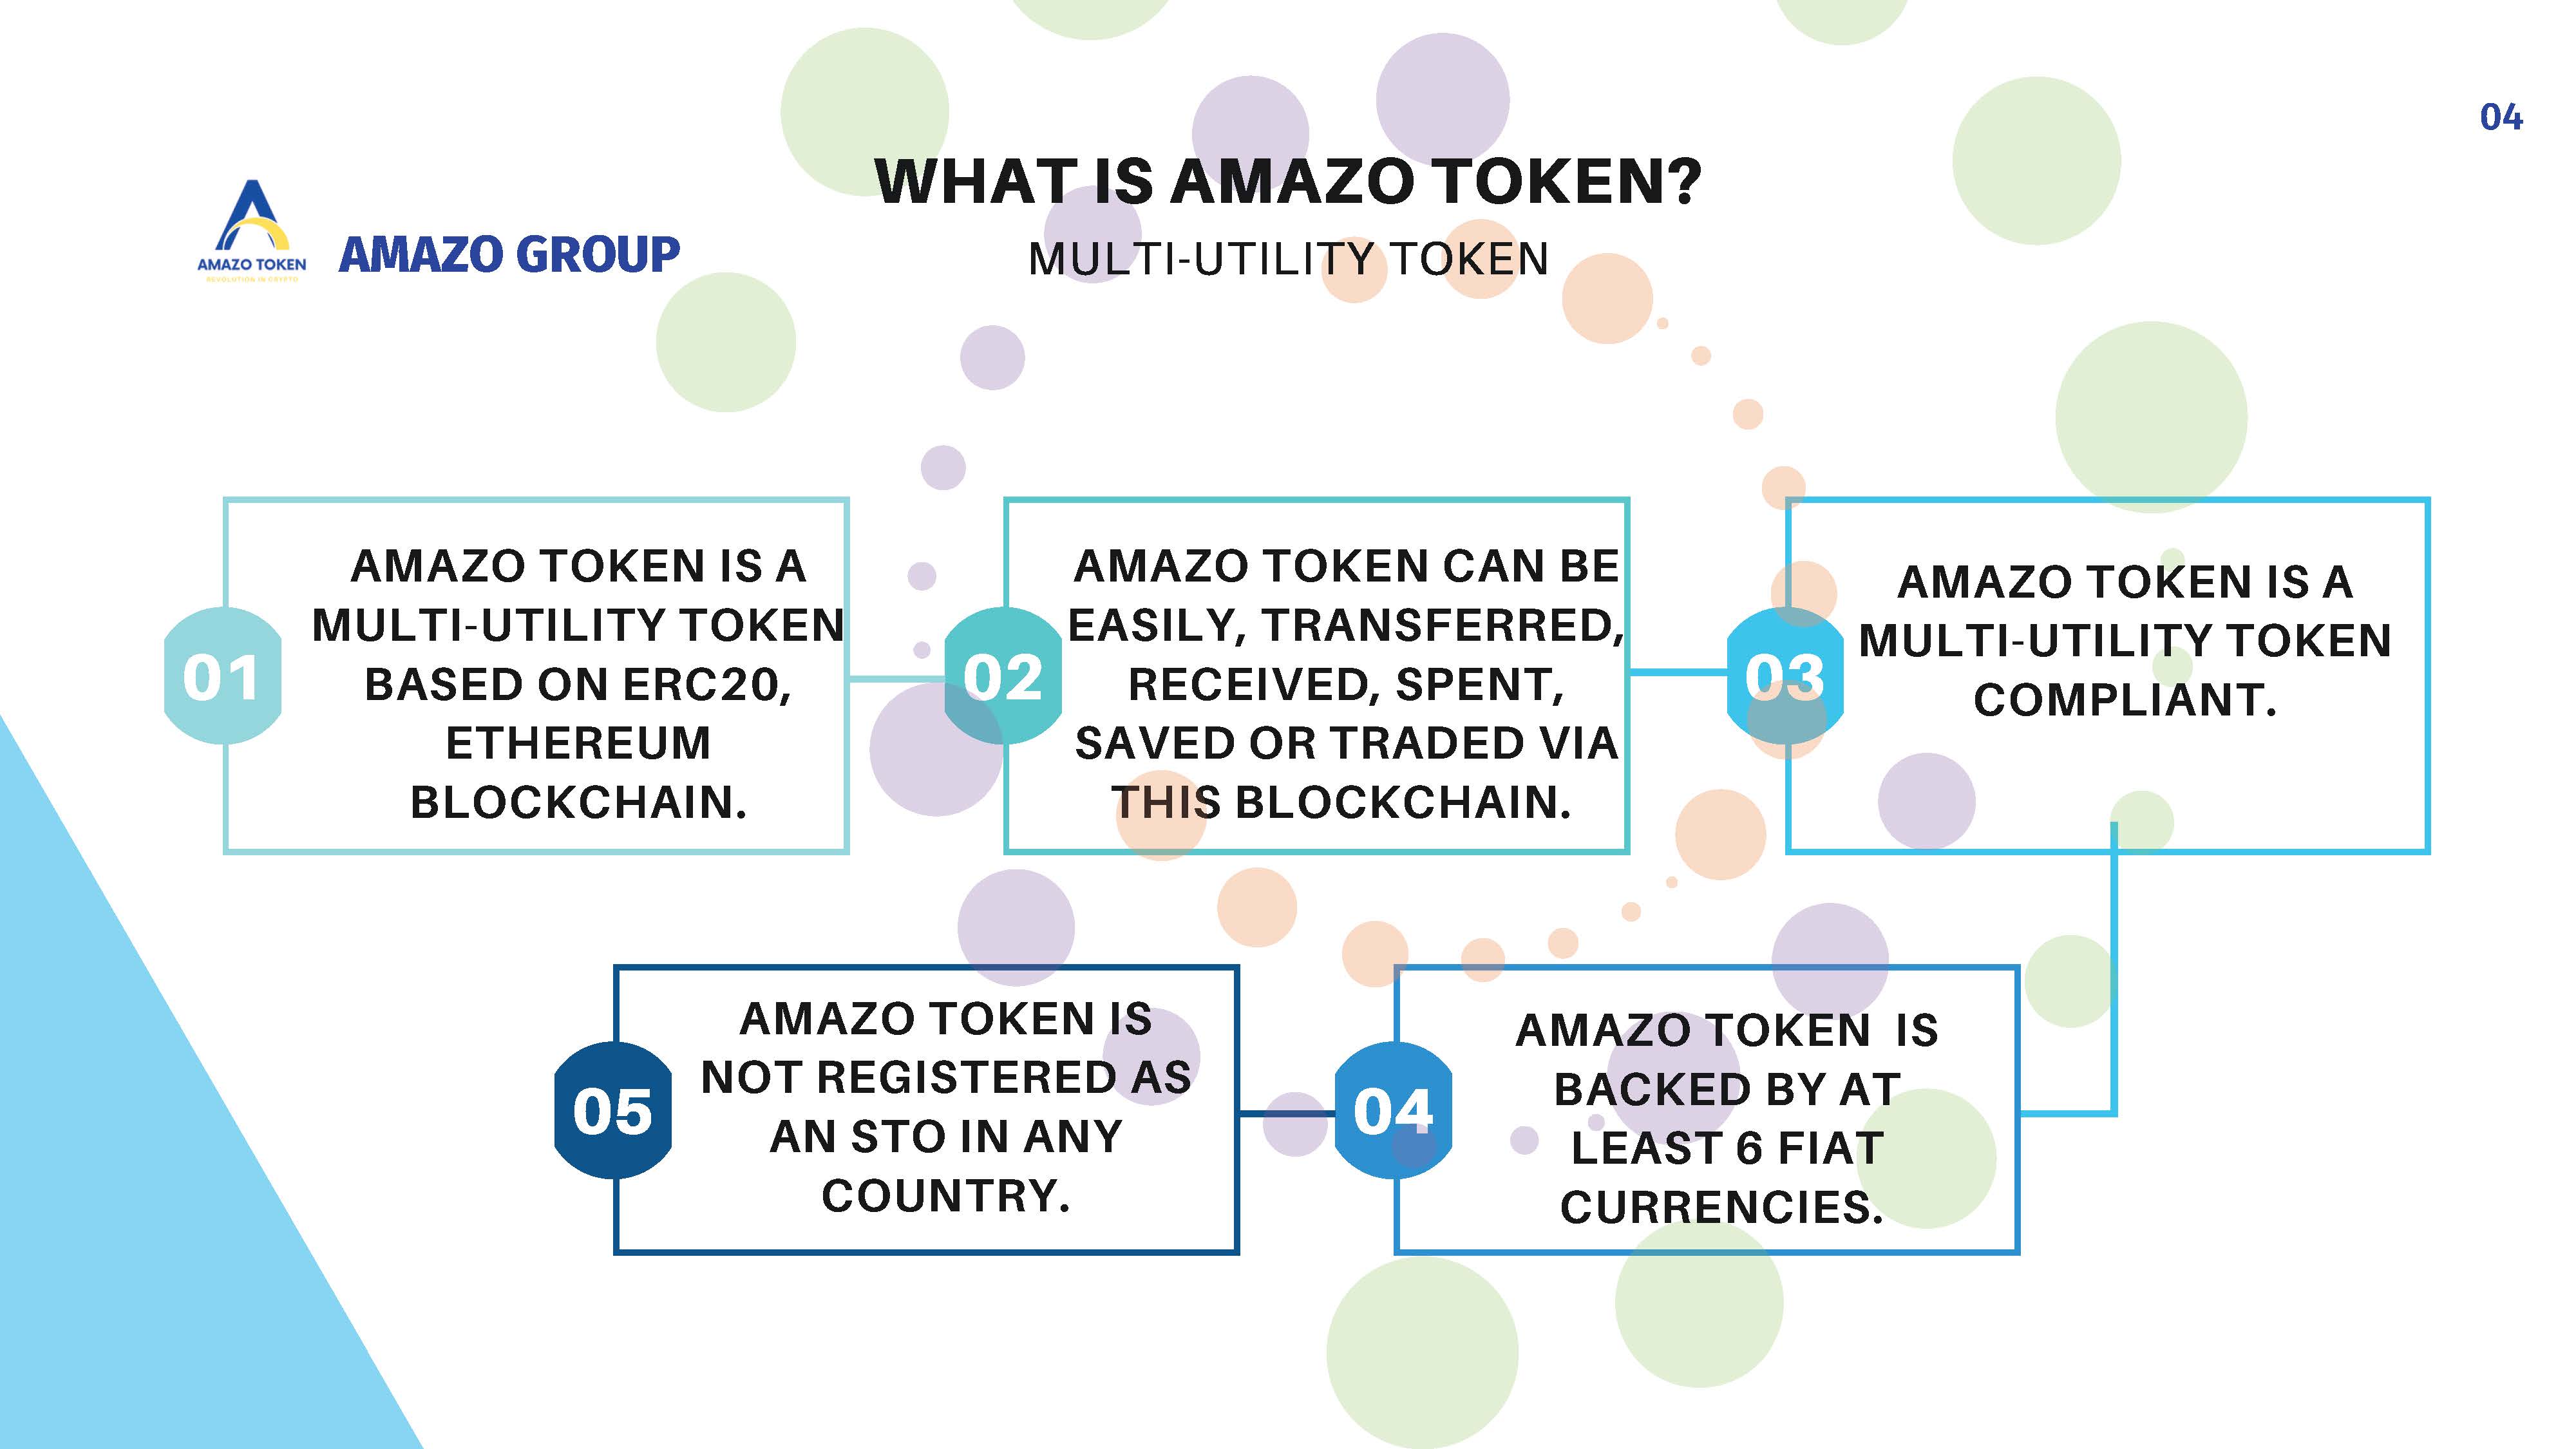 04
WHAT IS AMAZO TOKEN?
MULTI-UTILITY TOKEN
AMAZO TOKEN
REVOLUTION IN CRYPTO
AMAZO GROUP
01
AMAZO TOKEN IS A
MULTI-UTILITY TOKEN
BASED ON ERC20,
ETHEREUM
BLOCKCHAIN.
02
AMAZO TOKEN CAN BE
EASILY, TRANSFERRED,
RECEIVED, SPENT,
SAVED OR TRADED VIA
THIS BLOCKCHAIN.
03
AMAZO TOKEN IS A
MULTI-UTILITY TOKEN
COMPLIANT.
05
AMAZO TOKEN IS
NOT REGISTERED AS
AN STO IN ANY
COUNTRY.
04
AMAZO TOKEN  IS
BACKED BY AT
LEAST 6 FIAT
CURRENCIES.